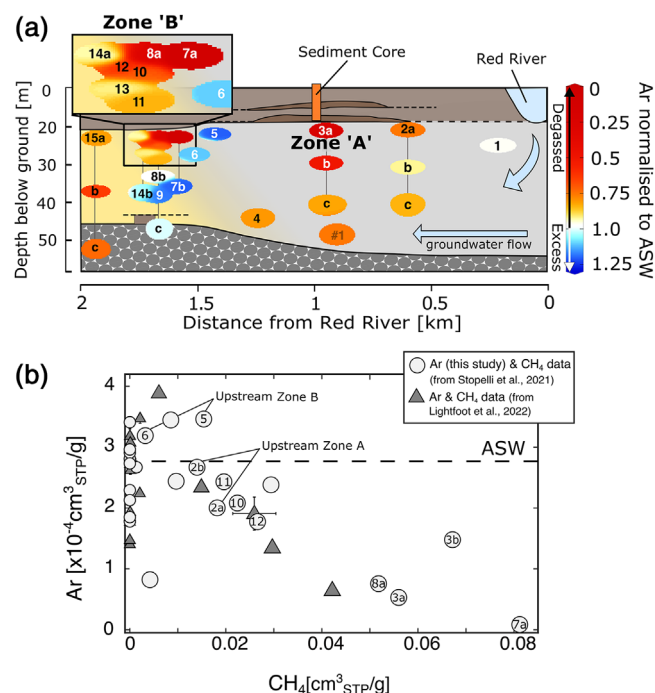 (a)
Zone 'B'
14a 8a 7a
12 10
13 6
11
Sediment Core
Red River
Depth below ground [m]
0
20
30
40
50
Zone 'A'
15a
b
c
5
6
7
8b
7b
14b 9
c
4
3a
b
c
#1
2a
b
c
1
groundwater flow
2 1.5 1 0.5 0
Distance from Red River [km]
Degassed
Excess
0
0.25
0.50
0.75
1.0
1.25
Ar normalised to ASW
(b)
Ar (this study) & CH4 data
(from Stopelli et al., 2021)
Ar & CH4 data (from
Lightfoot et al., 2022)
Upstream Zone B
Upstream Zone A
ASW
6
5
2b
11
2a
10
12
3b
8a
3a
7a
4
3
2
1
0
Ar [x10⁻⁴cm³STP/g]
0 0.02 0.04 0.06 0.08
CH4[cm³STP/g]